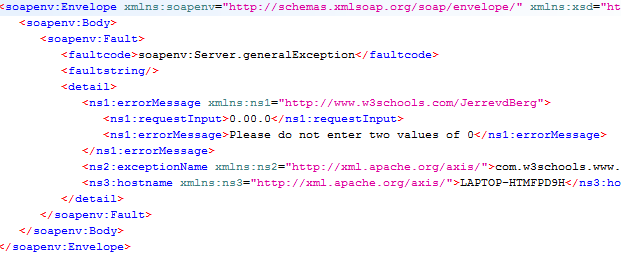 <soapenv:Envelope xmlns:soapenv="http://schemas.xmlsoap.org/soap/envelope/" xmlns:xsd="ht
<soapenv:Body>
<soapenv:Fault>
<faultcode>soapenv:Server.generalException</faultcode>
<faultstring/>
<detail>
<ns1:errorMessage xmlns:ns1="http://www.w3schools.com/JerrevdBerg">
<ns1:requestInput>0.00.0</ns1:requestInput>
<ns1:errorMessage>Please do not enter two values of 0</ns1:errorMessage>
</ns1:errorMessage>
<ns2:exceptionName xmlns:ns2="http://xml.apache.org/axis/">com.w3schools.www.
<ns3:hostname xmlns:ns3="http://xml.apache.org/axis/">LAPTOP-HTMFPD9H</ns3:ho
</detail>
</soapenv:Fault>
</soapenv:Body>
</soapenv:Envelope>